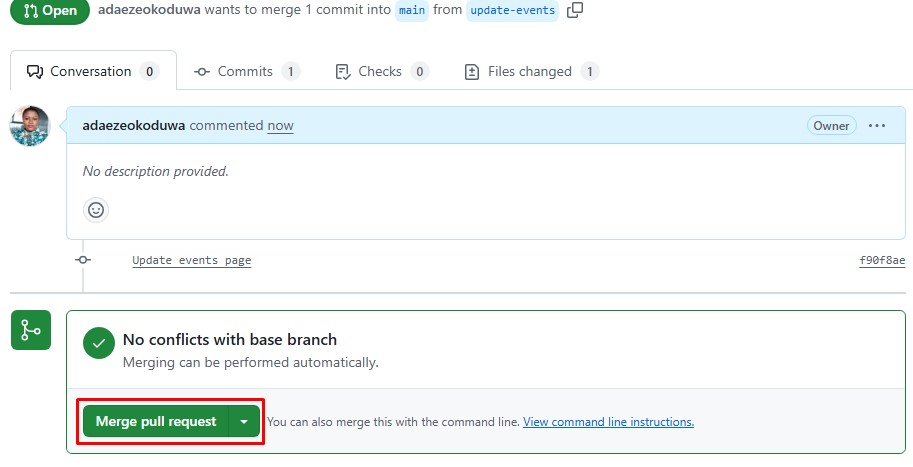 Open adaezeokoduwa wants to merge 1 commit into main from update-events
Conversation 0 Commits 1 Checks 0 Files changed 1
adaezeokoduwa commented now Owner
No description provided.
Update events page f90f8ae
No conflicts with base branch
Merging can be performed automatically.
Merge pull request You can also merge this with the command line. View command line instructions.